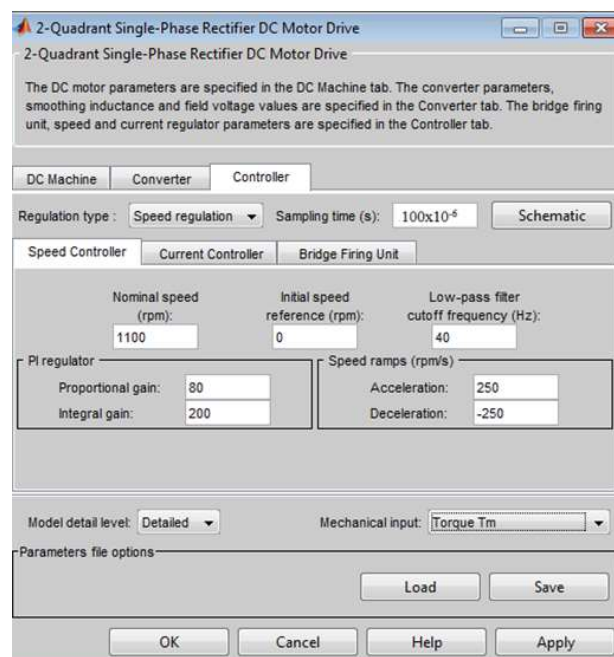 2-Quadrant Single-Phase Rectifier DC Motor Drive
2-Quadrant Single-Phase Rectifier DC Motor Drive
The DC motor parameters are specified in the DC Machine tab. The converter parameters,
smoothing inductance and field voltage values are specified in the Converter tab. The bridge firing
unit, speed and current regulator parameters are specified in the Controller tab.
DC Machine Converter Controller
Regulation type : Speed regulation Sampling time (s): 100x10⁻⁶ Schematic
Speed Controller Current Controller Bridge Firing Unit
Nominal speed Initial speed Low-pass filter
(rpm): reference (rpm): cutoff frequency (Hz):
1100 0 40
PI regulator Speed ramps (rpm/s)
Proportional gain: 80 Acceleration: 250
Integral gain: 200 Deceleration: -250
Model detail level: Detailed Mechanical input: Torque Tm
Parameters file options
Load Save
OK Cancel Help Apply